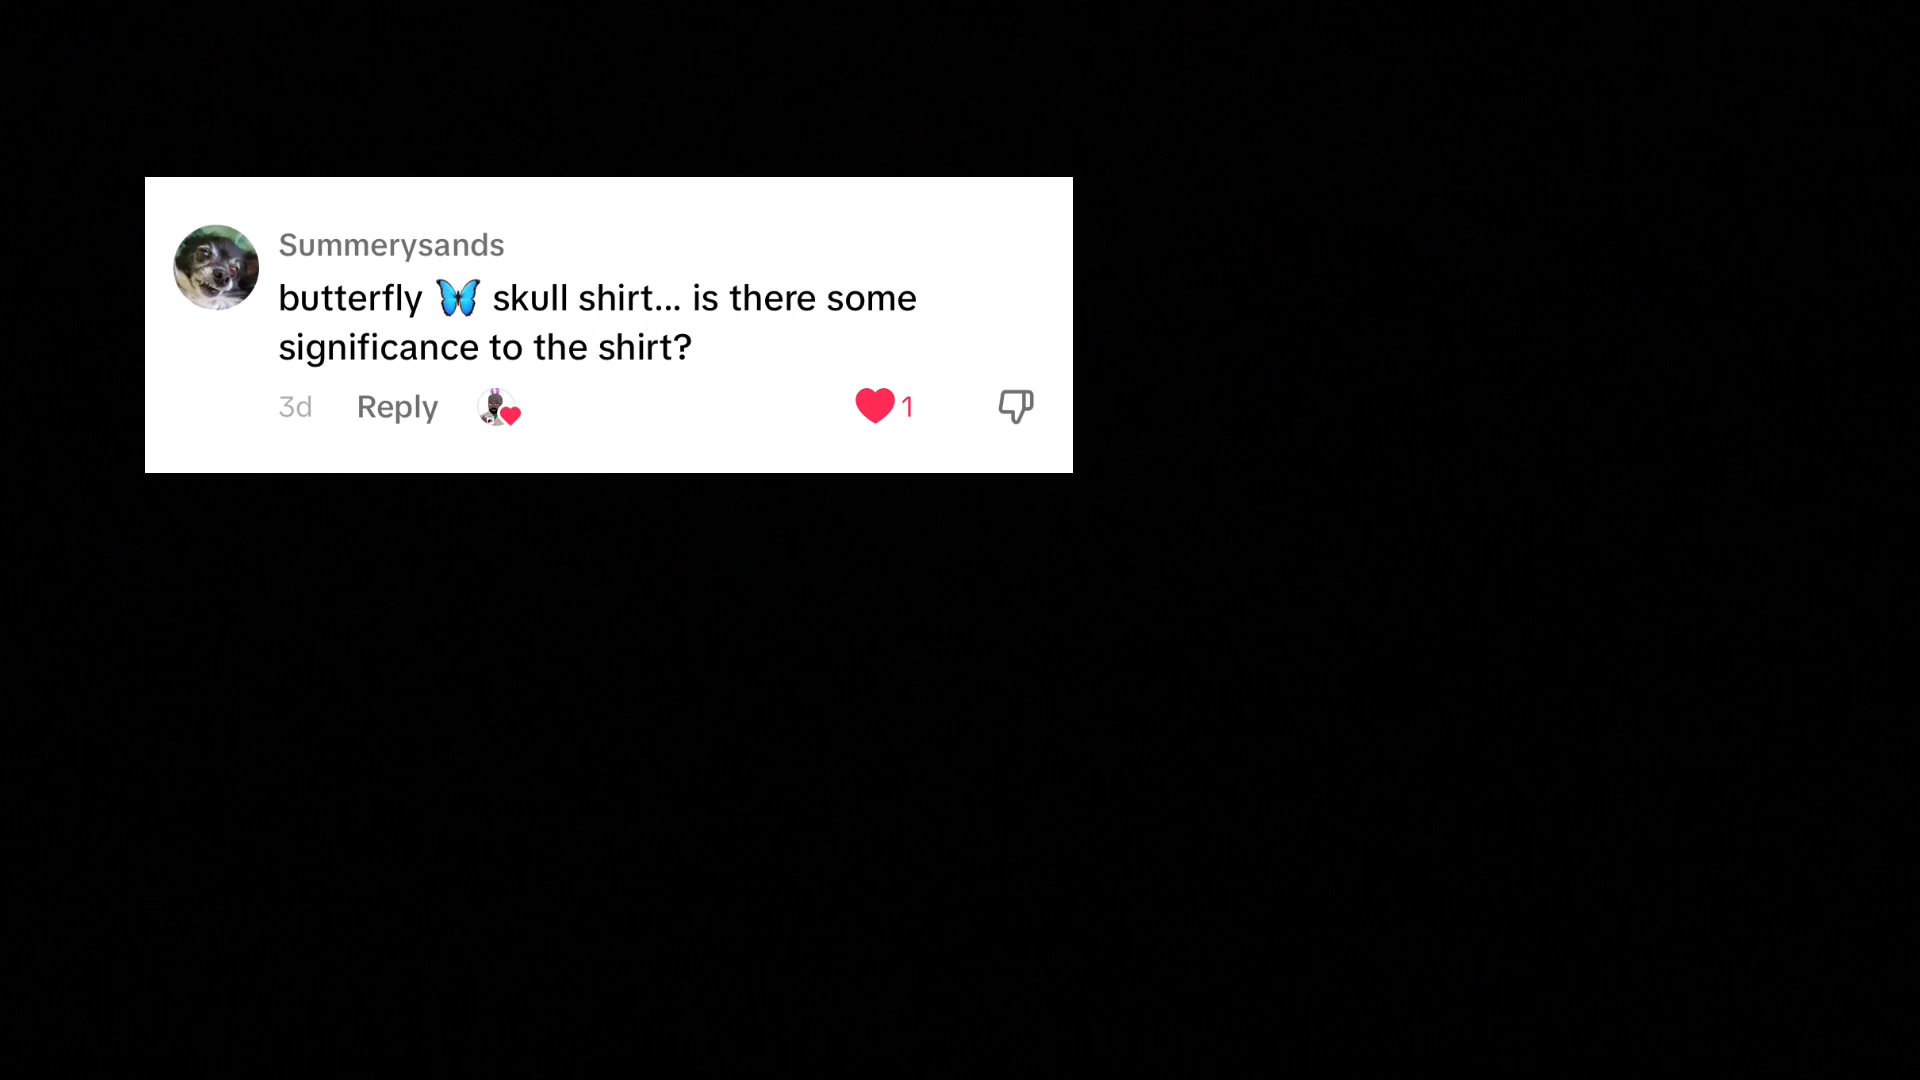 Summerysands
butterfly 🦋 skull shirt... is there some
significance to the shirt?
3d Reply 1